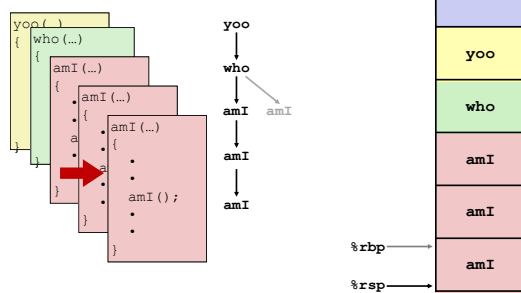 yoo(…)
{
}
who(…)
{
}
amI(…)
{
•
a
}
amI(…)
{
•
•
a
•
•
}
amI(…)
{
•
•
amI();
•
•
}
yoo
who
amI amI
amI
amI
yoo
who
amI
amI
amI
%rbp
%rsp